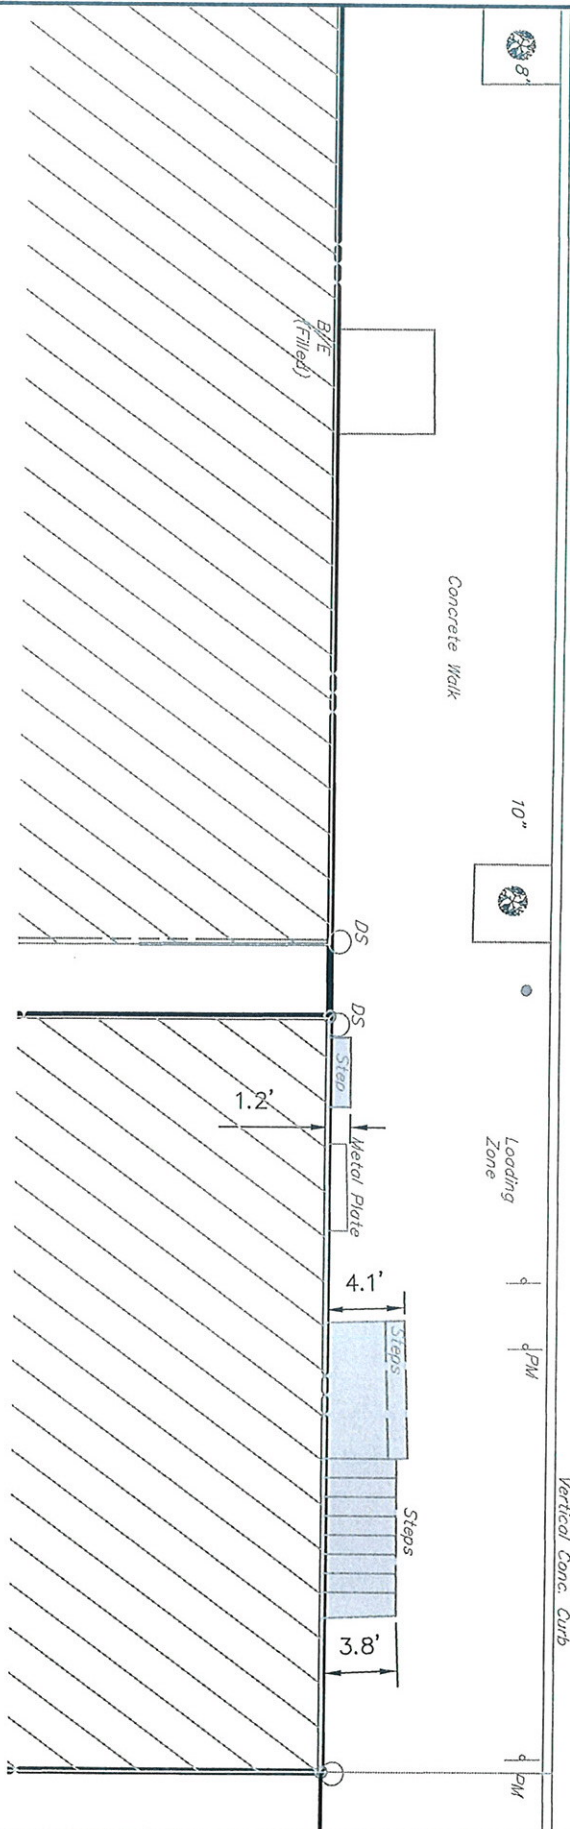 8"
B/E
(Filled)
Concrete Walk
10"
DS
DS
Step
1.2'
Metal Plate
Loading
Zone
4.1'
Steps
PM
Steps
Vertical Conc. Curb
3.8'
PM